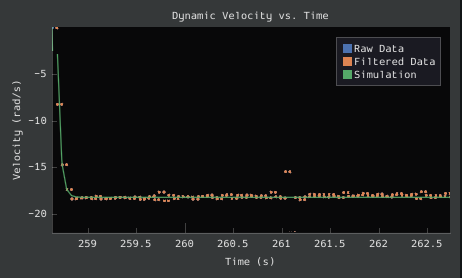 Dynamic Velocity vs. Time
Raw Data
Filtered Data
Simulation
Velocity (rad/s)
−5
−10
−15
−20
259
259.5
260
260.5
261
261.5
262
262.5
Time (s)